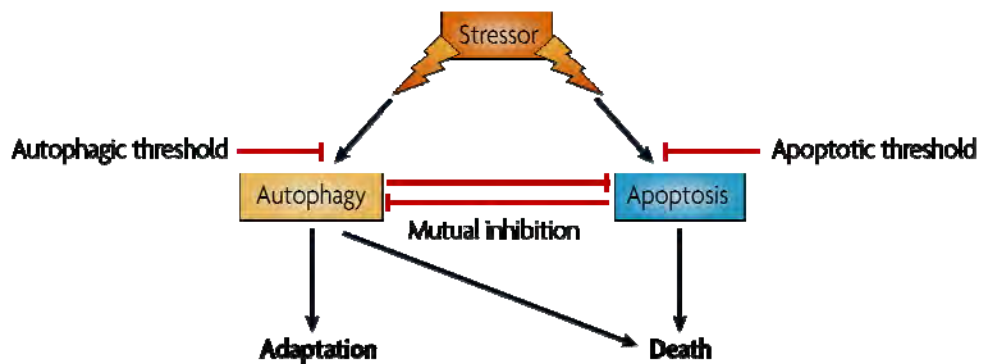 Stressor
Autophagic threshold
Apoptotic threshold
Autophagy
Apoptosis
Mutual inhibition
Adaptation
Death